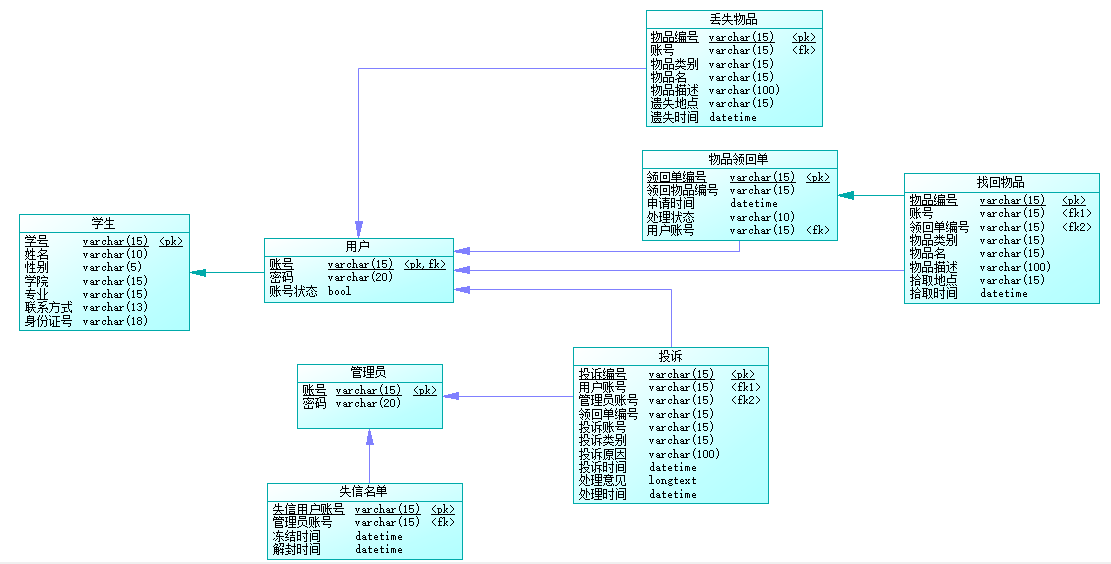 丢失物品
物品编号 varchar(15) <pk>
账号 varchar(15) <fk>
物品类别 varchar(15)
物品名 varchar(15)
物品描述 varchar(100)
遗失地点 varchar(15)
遗失时间 datetime
物品领回单
领回单编号 varchar(15) <pk>
领回物品编号 varchar(15)
申请时间 datetime
处理状态 varchar(10)
用户账号 varchar(15) <fk>
找回物品
物品编号 varchar(15) <pk>
账号 varchar(15) <fk1>
领回单编号 varchar(15) <fk2>
物品类别 varchar(15)
物品名 varchar(15)
物品描述 varchar(100)
拾取地点 varchar(15)
拾取时间 datetime
学生
学号 varchar(15) <pk>
姓名 varchar(10)
性别 varchar(5)
学院 varchar(15)
专业 varchar(15)
联系方式 varchar(13)
身份证号 varchar(18)
用户
账号 varchar(15) <pk,fk>
密码 varchar(20)
账号状态 bool
管理员
账号 varchar(15) <pk>
密码 varchar(20)
投诉
投诉编号 varchar(15) <pk>
用户账号 varchar(15) <fk1>
管理员账号 varchar(15) <fk2>
领回单编号 varchar(15)
投诉账号 varchar(15)
投诉类别 varchar(15)
投诉原因 varchar(100)
投诉时间 datetime
处理意见 longtext
处理时间 datetime
失信名单
失信用户账号 varchar(15) <pk>
管理员账号 varchar(15) <fk>
冻结时间 datetime
解封时间 datetime